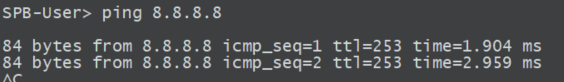 SPB-User> ping 8.8.8.8
84 bytes from 8.8.8.8 icmp_seq=1 ttl=253 time=1.904 ms
84 bytes from 8.8.8.8 icmp_seq=2 ttl=253 time=2.959 ms
^C